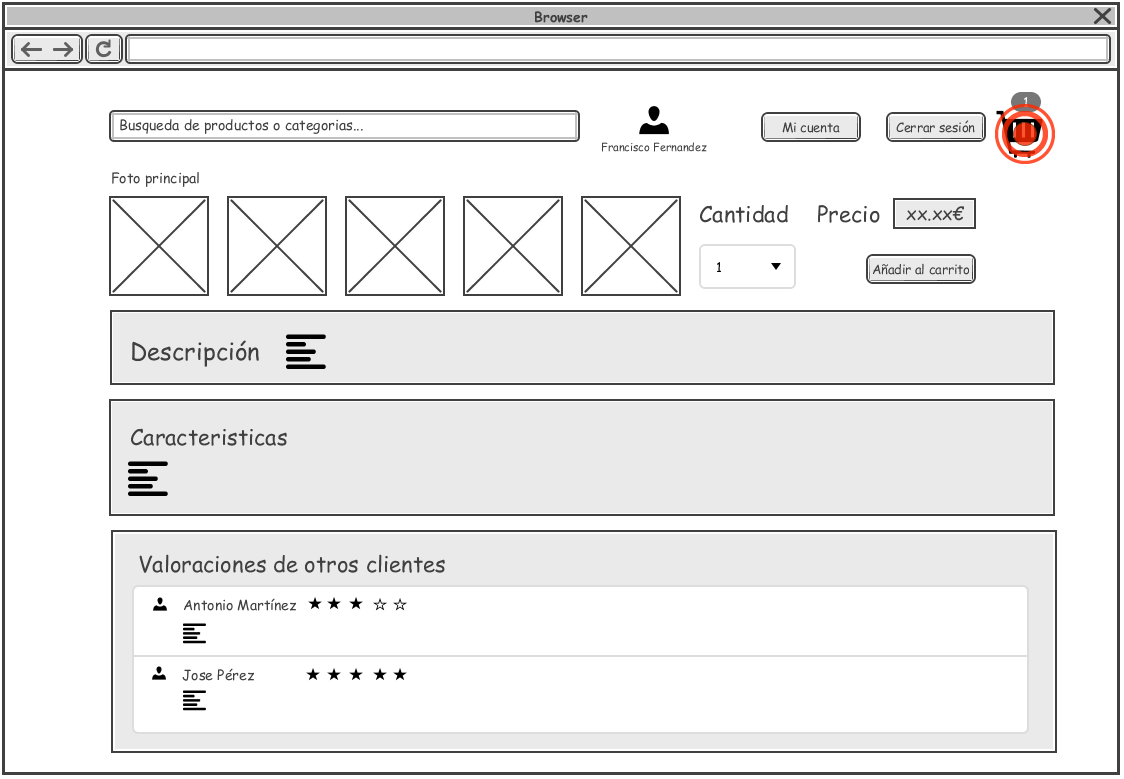 Browser
Busqueda de productos o categorias...
Francisco Fernandez
Mi cuenta
Cerrar sesión
1
Foto principal
Cantidad
Precio
xx.xx€
1
Añadir al carrito
Descripción
Caracteristicas
Valoraciones de otros clientes
Antonio Martínez
Jose Pérez